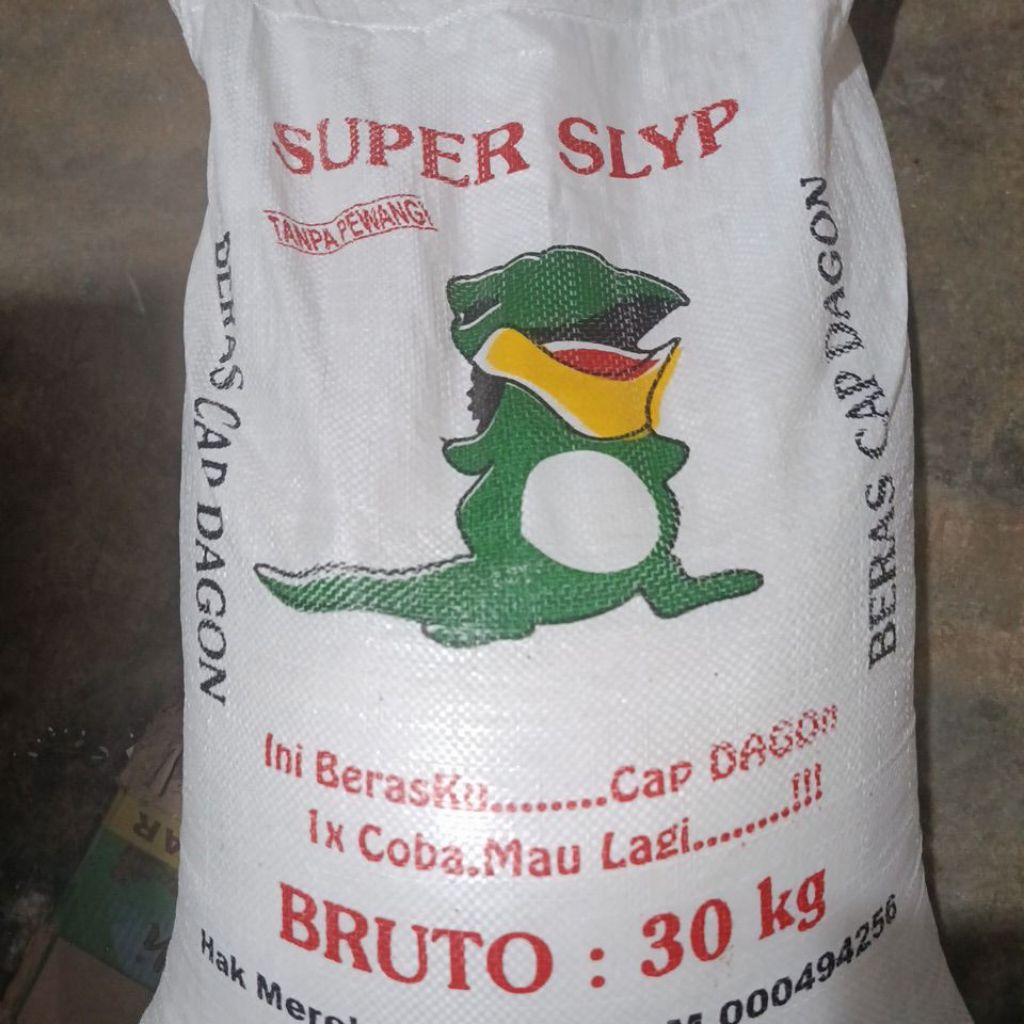 SUPER SLYP
TANPA PEWANGI
BERAS CAP DAGON
BERAS CAP DAGON
Ini BerasKu........Cap DAGON
1x Coba.Mau Lagi........!!!
BRUTO : 30 kg
Hak Merek 000494256